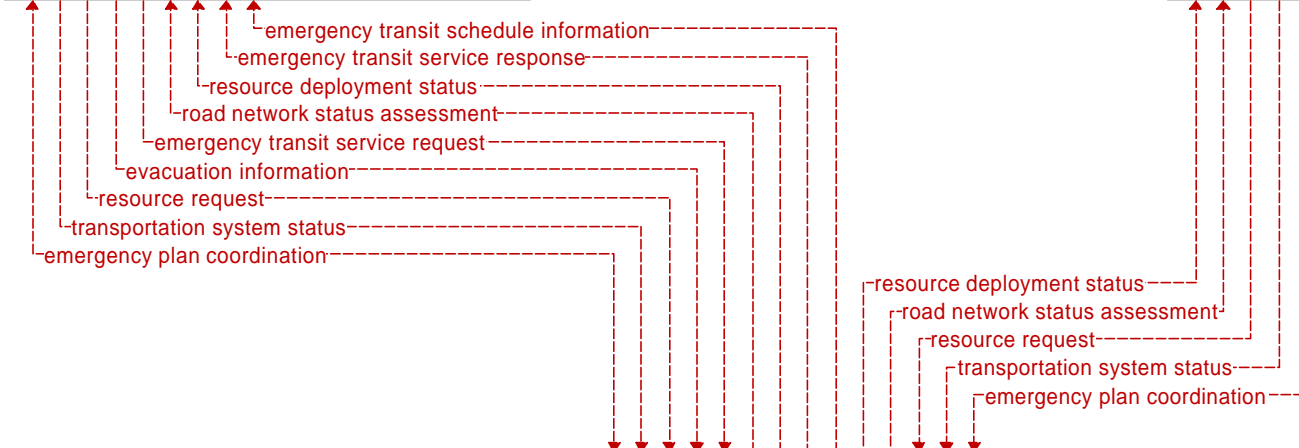 emergency transit schedule information
emergency transit service response
resource deployment status
road network status assessment
emergency transit service request
evacuation information
resource request
transportation system status
emergency plan coordination
resource deployment status
road network status assessment
resource request
transportation system status
emergency plan coordination